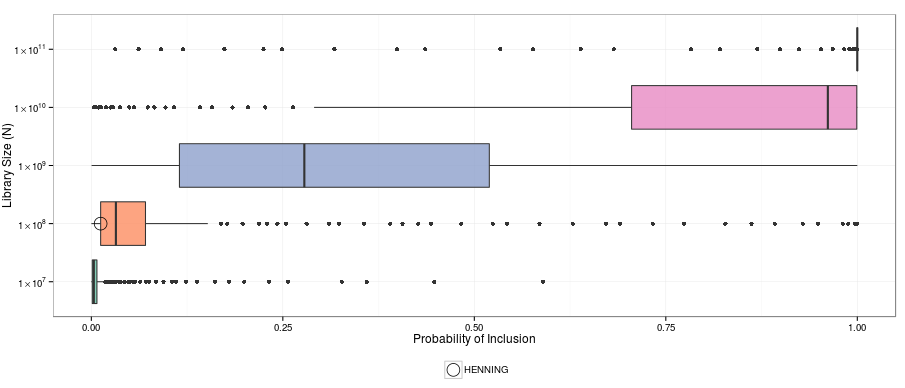 1×10¹¹
1×10¹⁰
1×10⁹
1×10⁸
1×10⁷
Library Size (N)
0.00 0.25 0.50 0.75 1.00
Probability of Inclusion
HENNING